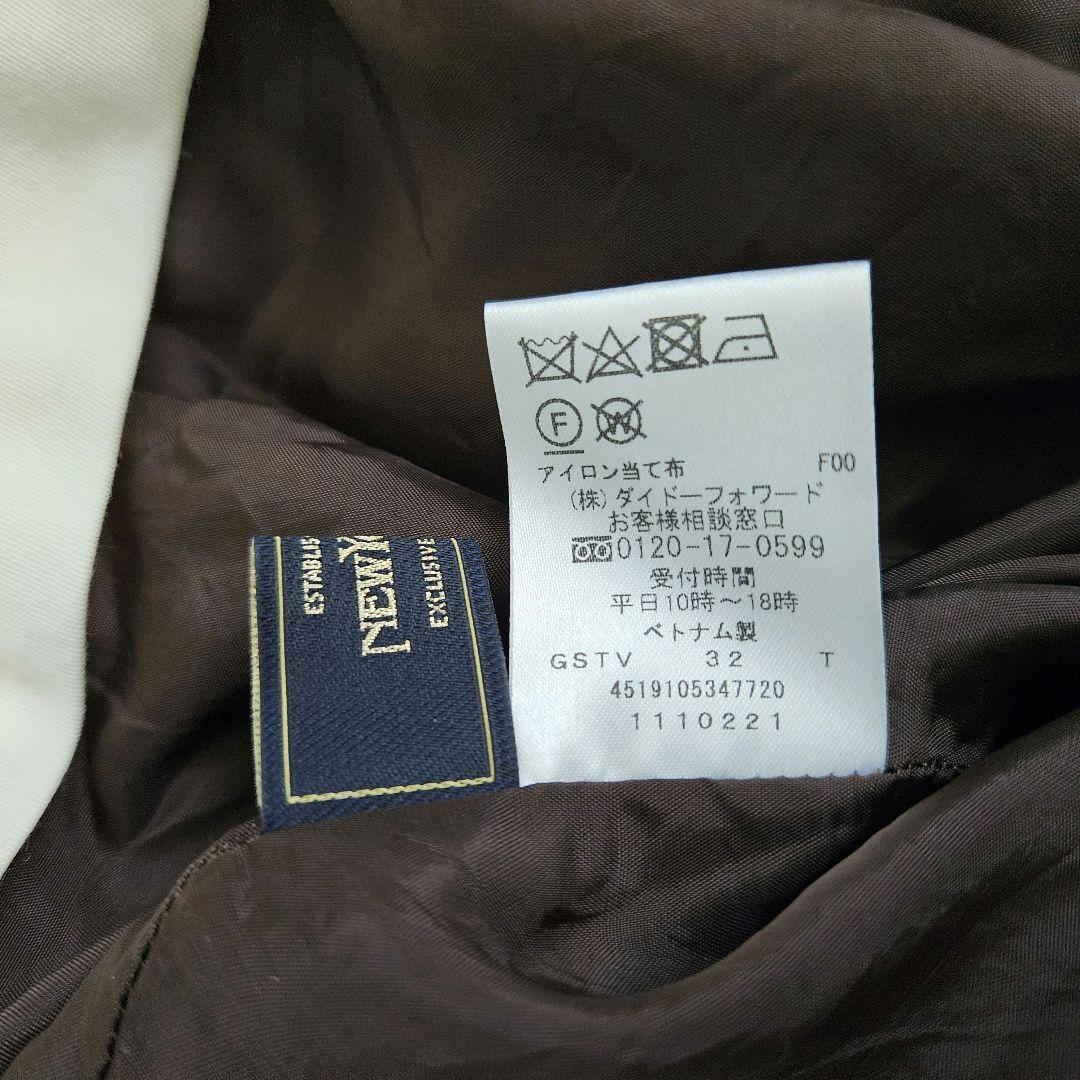 F
W
アイロン当て布 F00
(株)ダイドーフォワード
お客様相談窓口
0120-17-0599
受付時間
平日10時～18時
ベトナム製
GSTV 32 T
4519105347720
1110221
ESTABLIS
NEWY
EXCLUSIVE